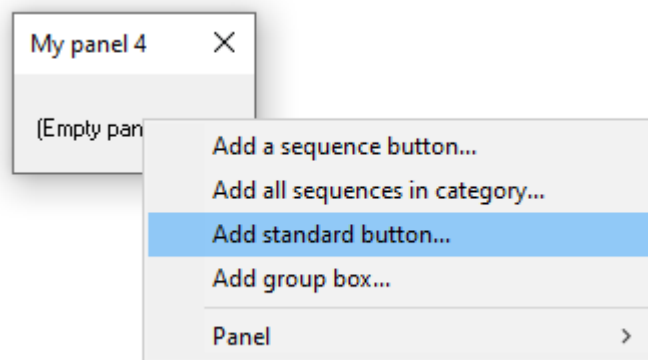 My panel 4
(Empty pan
Add a sequence button...
Add all sequences in category...
Add standard button...
Add group box...
Panel